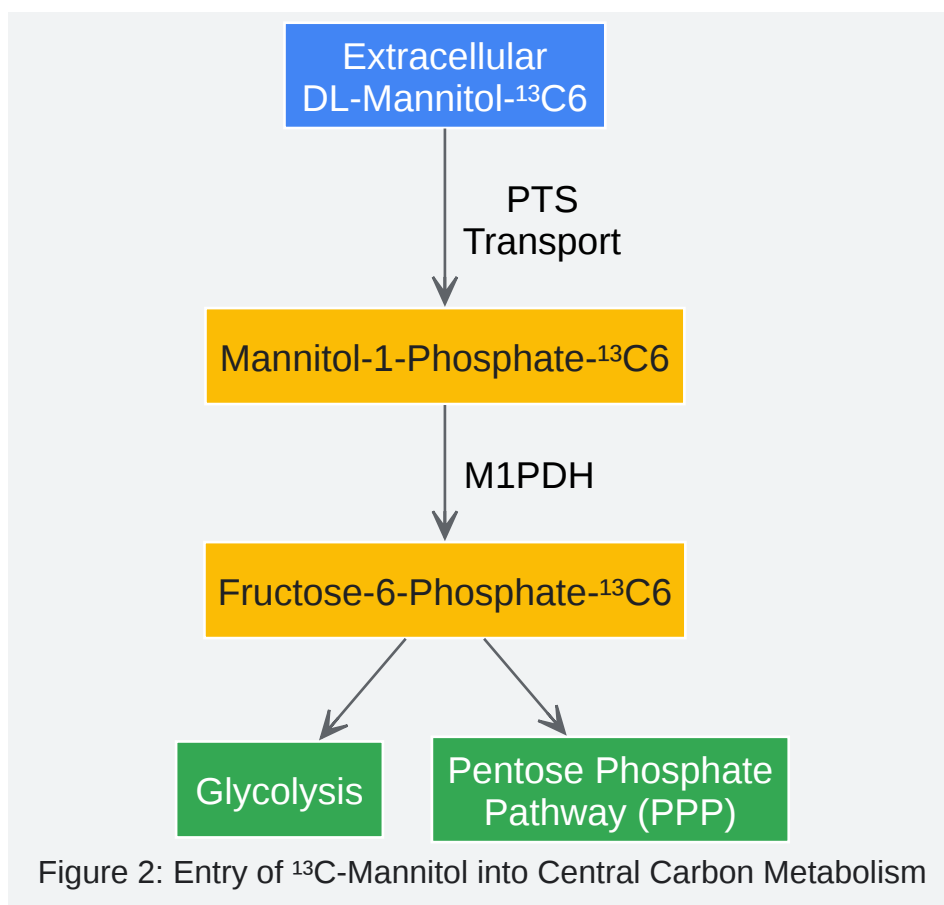 Extracellular
DL-Mannitol-¹³C6
PTS
Transport
Mannitol-1-Phosphate-¹³C6
M1PDH
Fructose-6-Phosphate-¹³C6
Glycolysis
Pentose Phosphate
Pathway (PPP)
Figure 2: Entry of ¹³C-Mannitol into Central Carbon Metabolism